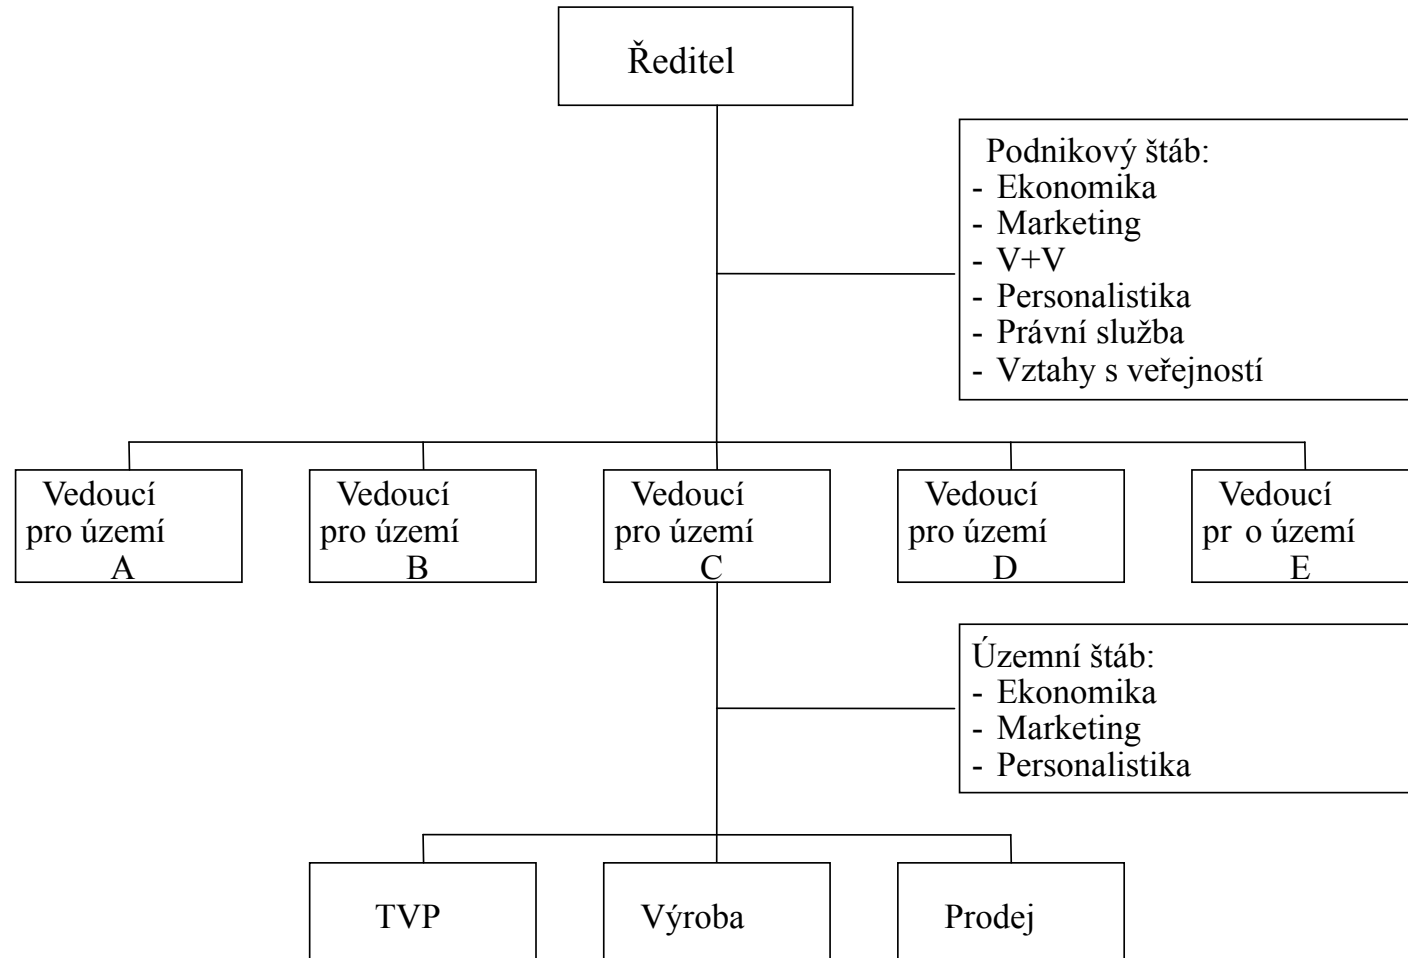 Ředitel
Podnikový štáb:
- Ekonomika
- Marketing
- V+V
- Personalistika
- Právní služba
- Vztahy s veřejností
Vedoucí
pro území
A
Vedoucí
pro území
B
Vedoucí
pro území
C
Vedoucí
pro území
D
Vedoucí
pr o území
E
Územní štáb:
- Ekonomika
- Marketing
- Personalistika
TVP
Výroba
Prodej